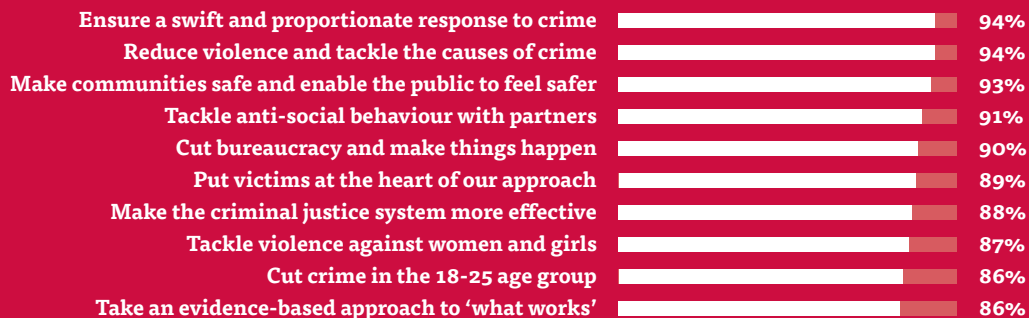 Ensure a swift and proportionate response to crime 94%
Reduce violence and tackle the causes of crime 94%
Make communities safe and enable the public to feel safer 93%
Tackle anti-social behaviour with partners 91%
Cut bureaucracy and make things happen 90%
Put victims at the heart of our approach 89%
Make the criminal justice system more effective 88%
Tackle violence against women and girls 87%
Cut crime in the 18-25 age group 86%
Take an evidence-based approach to ‘what works’ 86%